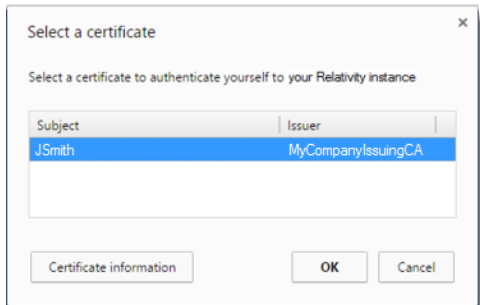 Select a certificate
Select a certificate to authenticate yourself to your Relativity instance
Subject Issuer
JSmith MyCompanyIssuingCA
Certificate information OK Cancel